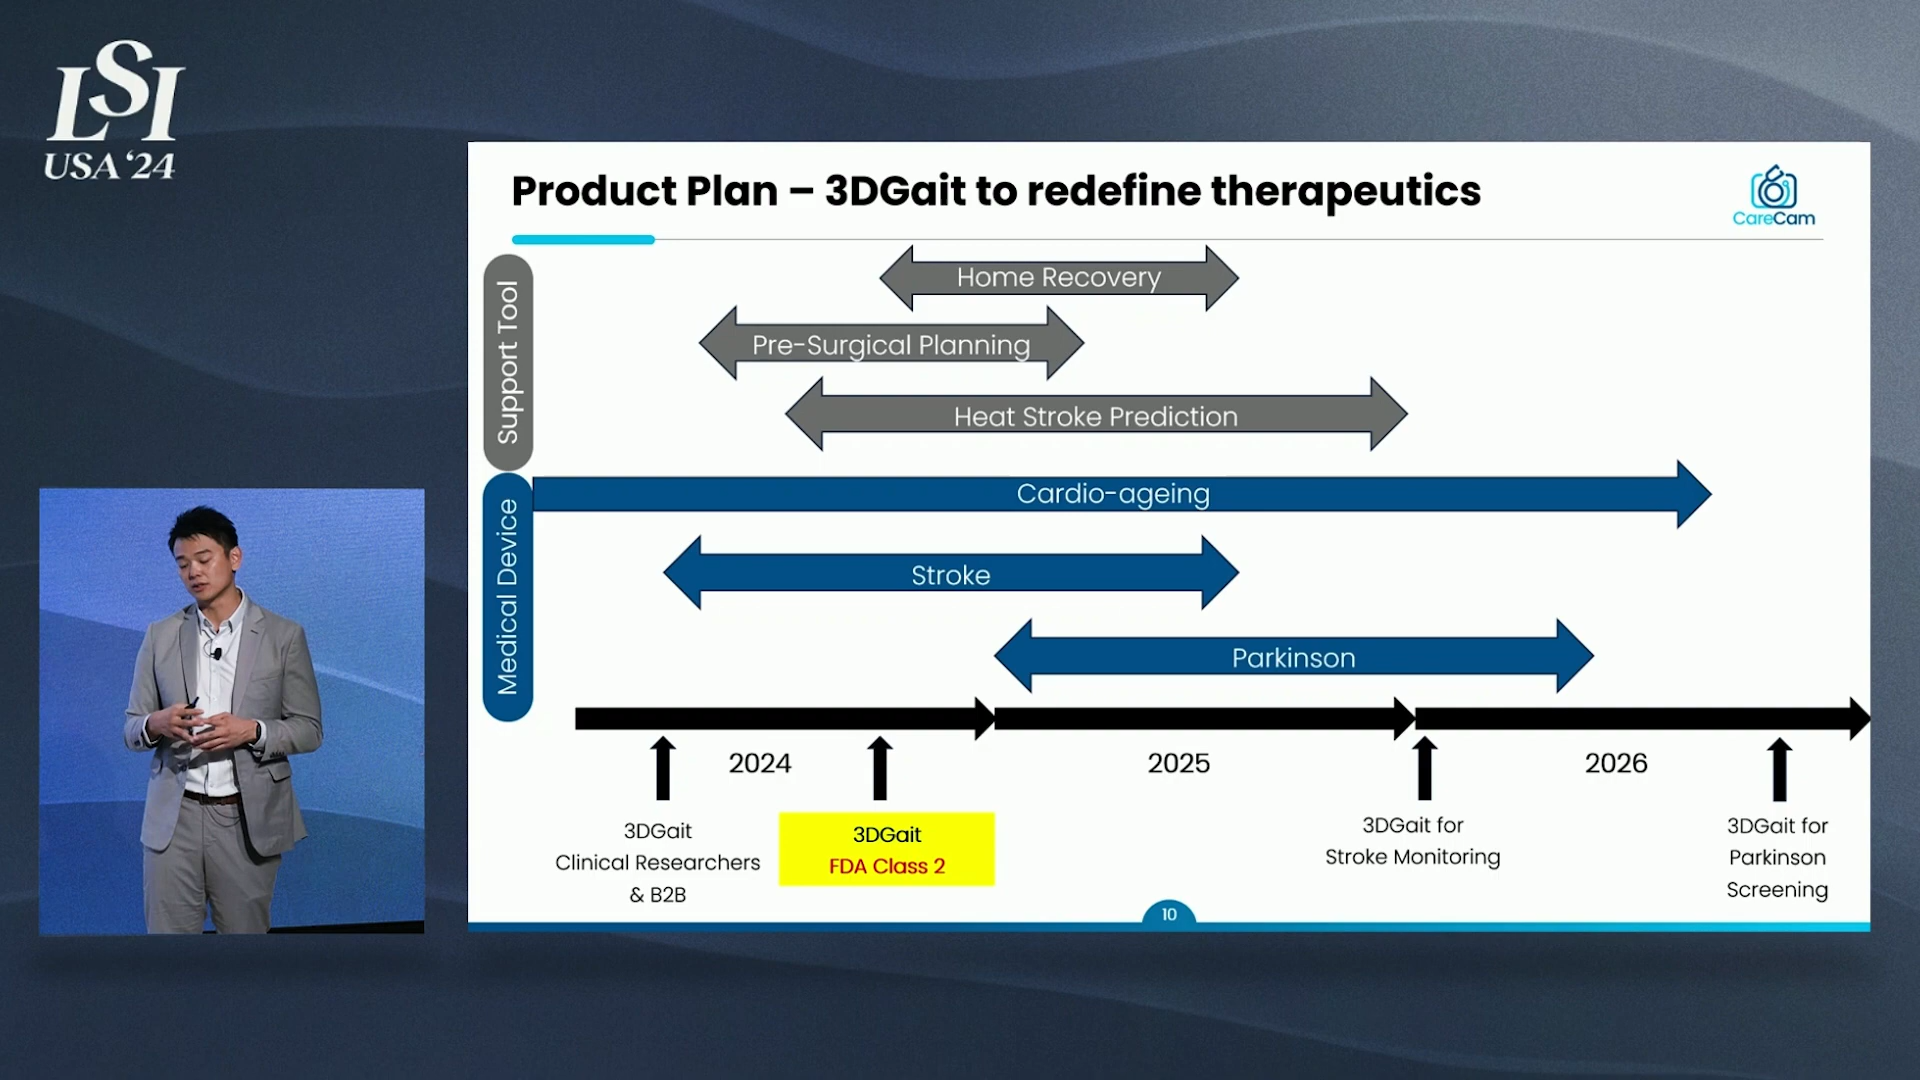 LSI
USA ‘24
Product Plan – 3DGait to redefine therapeutics
CareCam
Support Tool
Home Recovery
Pre-Surgical Planning
Heat Stroke Prediction
Medical Device
Cardio-ageing
Stroke
Parkinson
2024
2025
2026
3DGait
Clinical Researchers
& B2B
3DGait
FDA Class 2
3DGait for
Stroke Monitoring
3DGait for
Parkinson
Screening
10